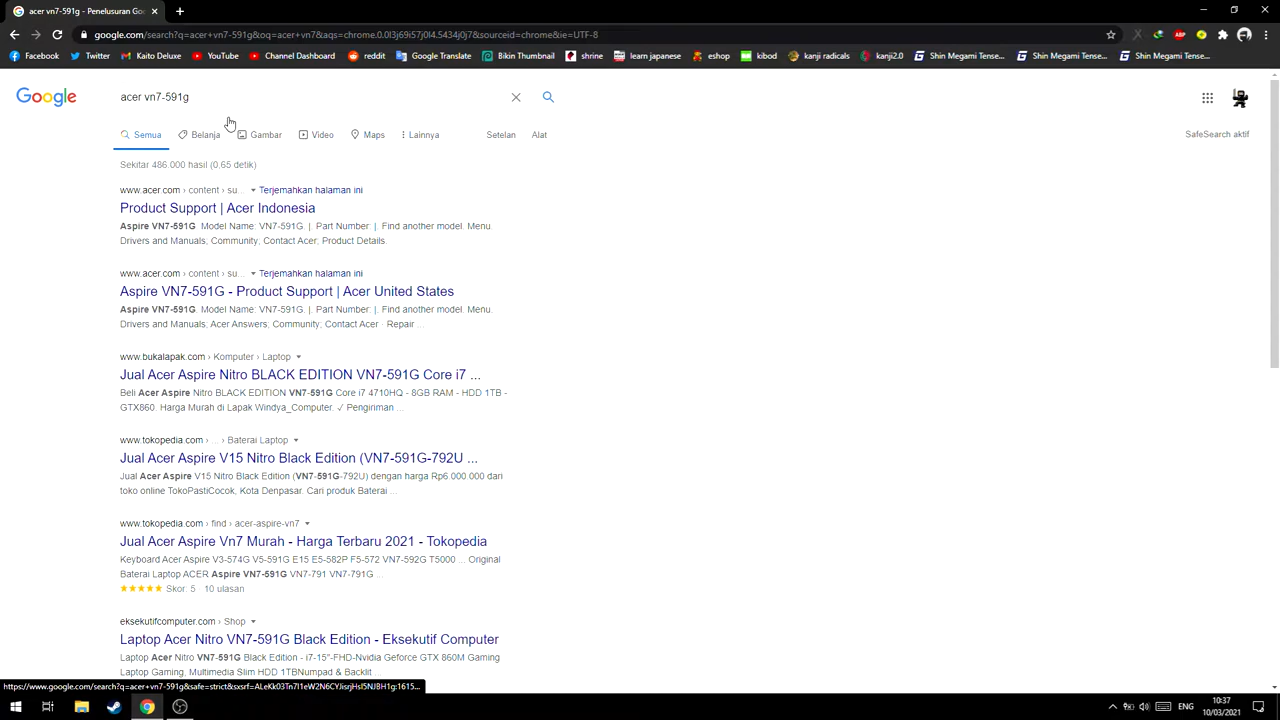 acer vn7-591g - Penelusuran Goo
google.com/search?q=acer+vn7-591g&oq=acer+vn7&aqs=chrome.0.0l3j69i57j0l4.5434j0j7&sourceid=chrome&ie=UTF-8
Facebook Twitter Kaito Deluxe YouTube Channel Dashboard reddit Google Translate Bikin Thumbnail shrine learn japanese eshop kibod kanji radicals kanji2.0 Shin Megami Tense... Shin Megami Tense... Shin Megami Tense...
Google acer vn7-591g
Semua Belanja Gambar Video Maps Lainnya Setelan Alat SafeSearch aktif
Sekitar 486.000 hasil (0,65 detik)
www.acer.com › content › su... Terjemahkan halaman ini
Product Support | Acer Indonesia
Aspire VN7-591G. Model Name: VN7-591G. |. Part Number: |. Find another model. Menu.
Drivers and Manuals; Community; Contact Acer; Product Details.
www.acer.com › content › su... Terjemahkan halaman ini
Aspire VN7-591G - Product Support | Acer United States
Aspire VN7-591G. Model Name: VN7-591G. |. Part Number: |. Find another model. Menu.
Drivers and Manuals; Acer Answers; Community; Contact Acer · Repair ...
www.bukalapak.com › Komputer › Laptop
Jual Acer Aspire Nitro BLACK EDITION VN7-591G Core i7 ...
Beli Acer Aspire Nitro BLACK EDITION VN7-591G Core i7 4710HQ - 8GB RAM - HDD 1TB -
GTX860. Harga Murah di Lapak Windya_Computer. ✓ Pengiriman ...
www.tokopedia.com › ... › Baterai Laptop
Jual Acer Aspire V15 Nitro Black Edition (VN7-591G-792U ...
Jual Acer Aspire V15 Nitro Black Edition (VN7-591G-792U) dengan harga Rp6.000.000 dari
toko online TokoPastiCocok, Kota Denpasar. Cari produk Baterai ...
www.tokopedia.com › find › acer-aspire-vn7
Jual Acer Aspire Vn7 Murah - Harga Terbaru 2021 - Tokopedia
Keyboard Acer Aspire V3-574G V5-591G E15 E5-582P F5-572 VN7-592G T5000 ... Original
Baterai Laptop ACER Aspire VN7-591G VN7-791 VN7-791G ...
★★★★★ Skor: 5 · 10 ulasan
eksekutifcomputer.com › Shop
Laptop Acer Nitro VN7-591G Black Edition - Eksekutif Computer
Laptop Acer Nitro VN7-591G Black Edition - i7-15"-FHD-Nvidia Geforce GTX 860M Gaming
Laptop Gaming, Multimedia Slim HDD 1TBNumpad & Backlit ...
ENG 10:37
10/03/2021